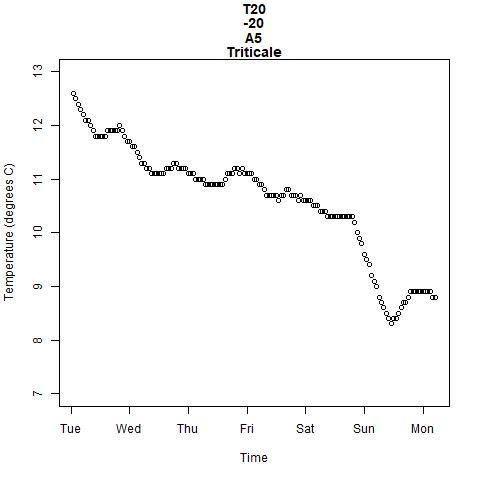 T20
-20
A5
Triticale
13
12
11
10
9
8
7
Temperature (degrees C)
Tue Wed Thu Fri Sat Sun Mon
Time